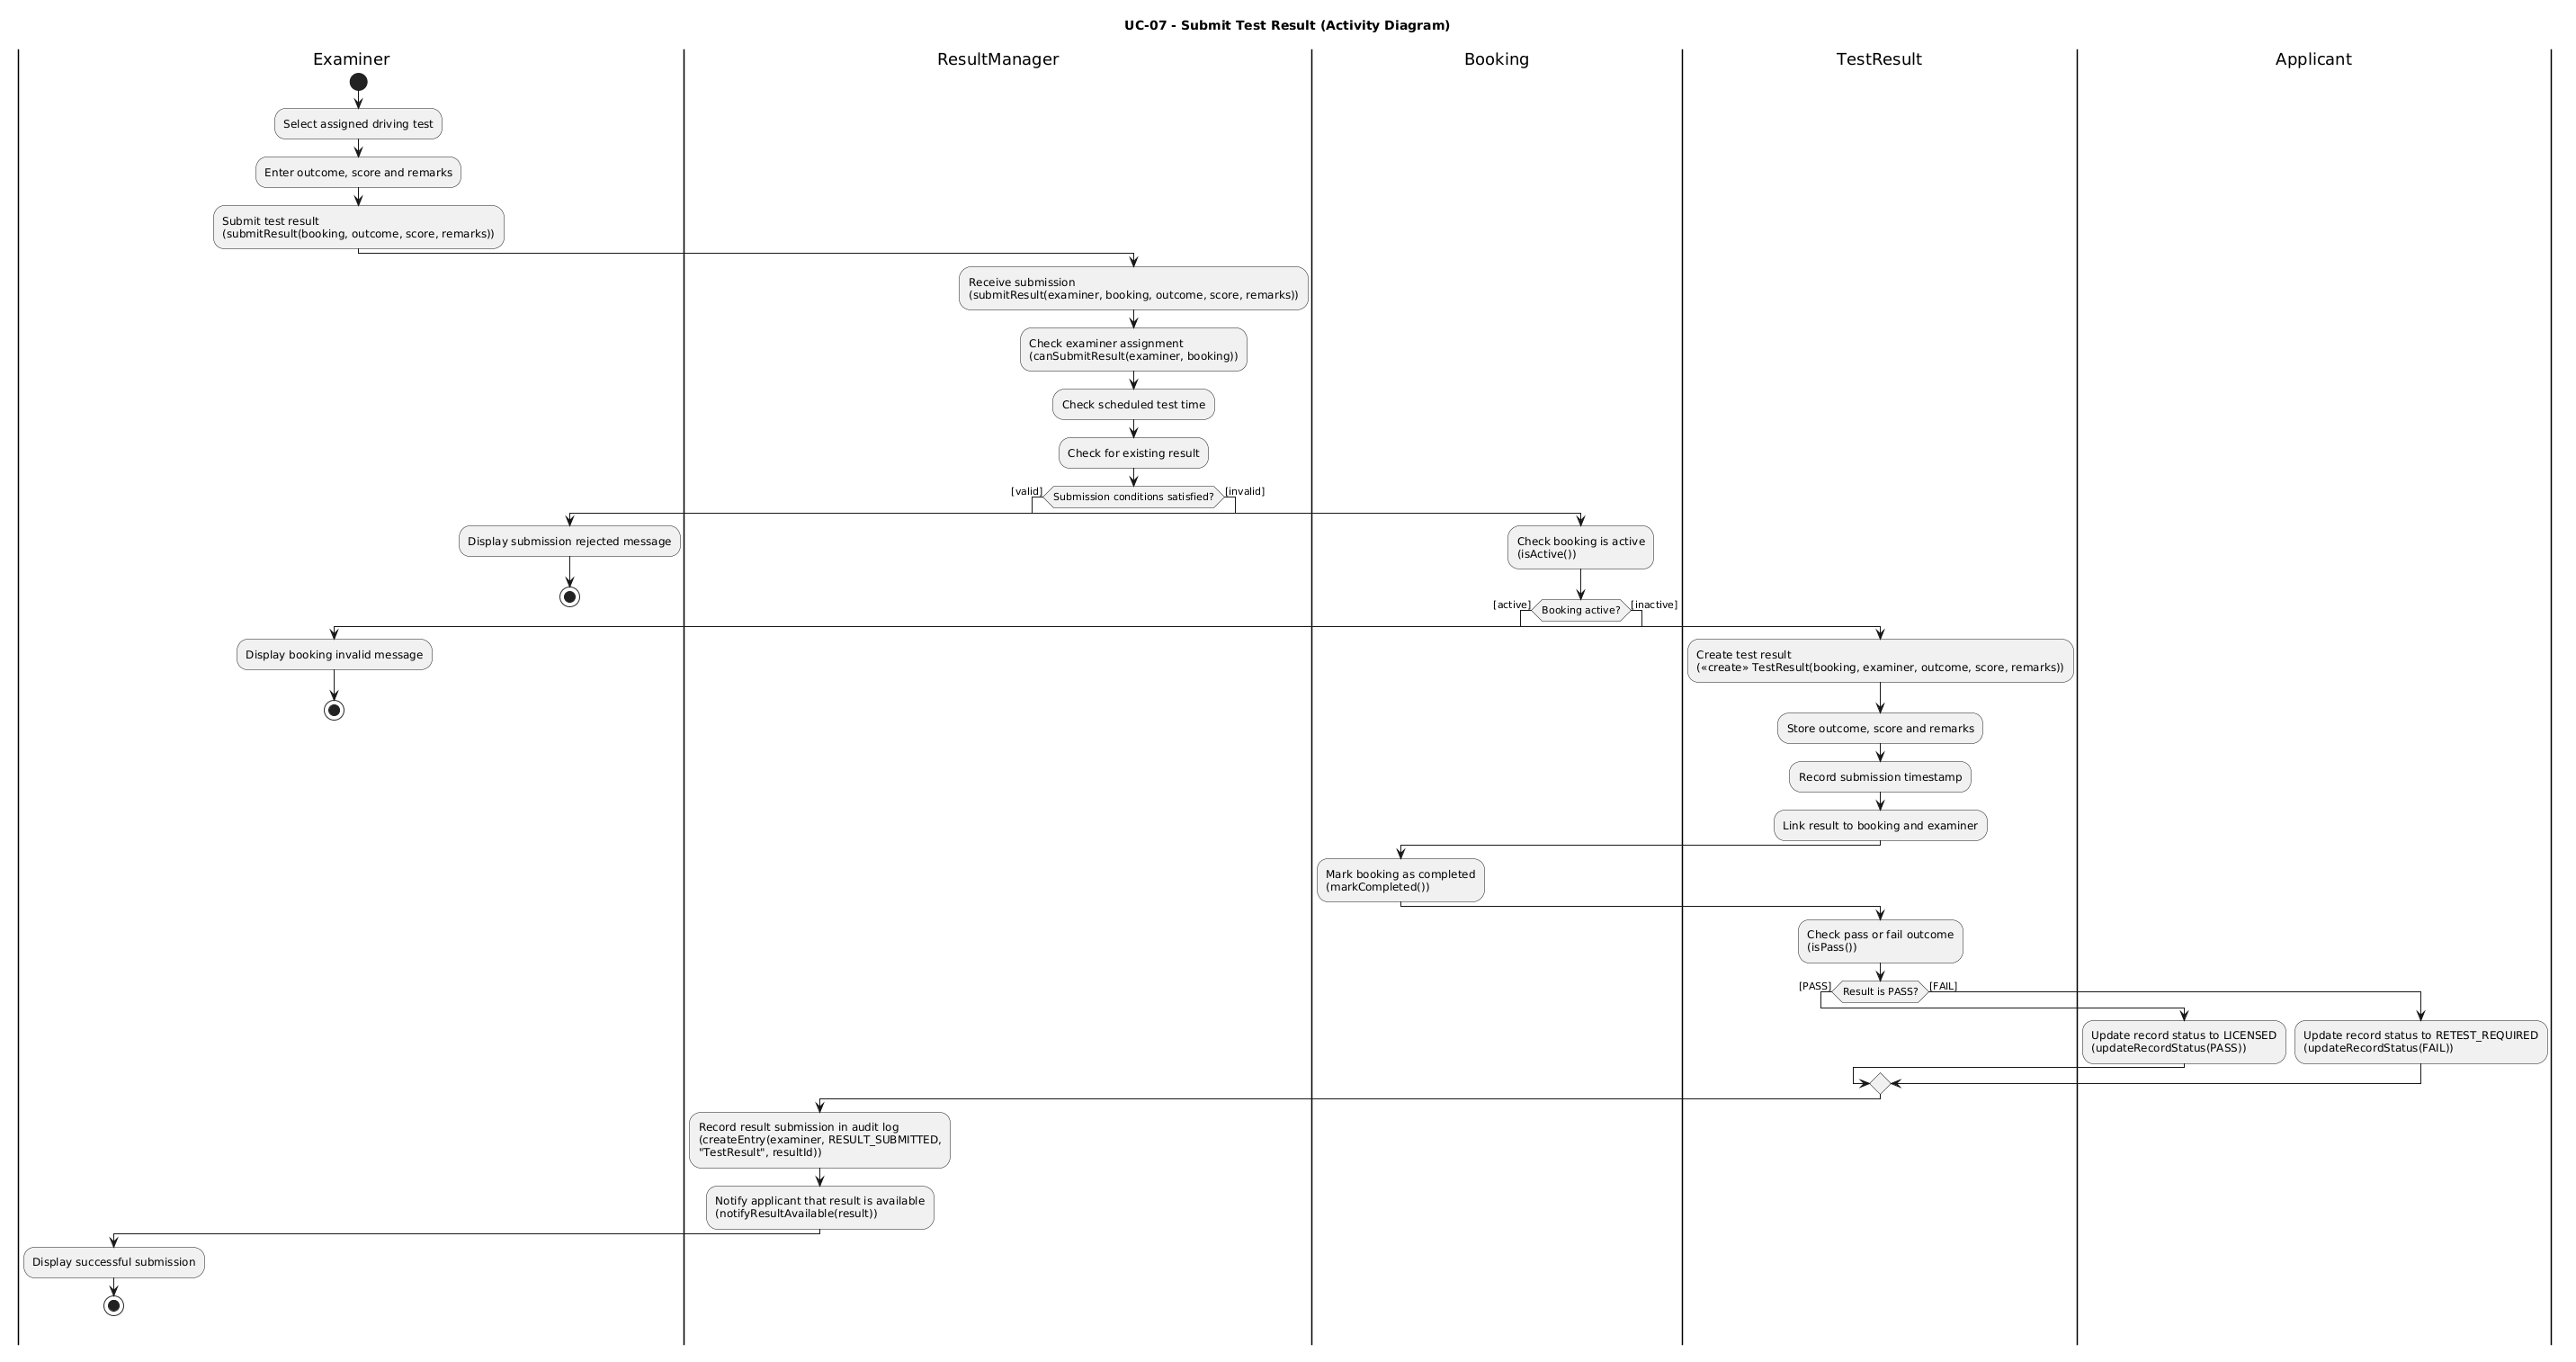 UC-07 - Submit Test Result (Activity Diagram)
Examiner
ResultManager
Booking
TestResult
Applicant
Select assigned driving test
Enter outcome, score and remarks
Submit test result
(submitResult(booking, outcome, score, remarks))
Receive submission
(submitResult(examiner, booking, outcome, score, remarks))
Check examiner assignment
(canSubmitResult(examiner, booking))
Check scheduled test time
Check for existing result
[valid]
Submission conditions satisfied?
[invalid]
Display submission rejected message
Check booking is active
(isActive())
[active]
Booking active?
[inactive]
Display booking invalid message
Create test result
(«create» TestResult(booking, examiner, outcome, score, remarks))
Store outcome, score and remarks
Record submission timestamp
Link result to booking and examiner
Mark booking as completed
(markCompleted())
Check pass or fail outcome
(isPass())
[PASS]
Result is PASS?
[FAIL]
Update record status to LICENSED
(updateRecordStatus(PASS))
Update record status to RETEST_REQUIRED
(updateRecordStatus(FAIL))
Record result submission in audit log
(createEntry(examiner, RESULT_SUBMITTED,
"TestResult", resultId))
Notify applicant that result is available
(notifyResultAvailable(result))
Display successful submission